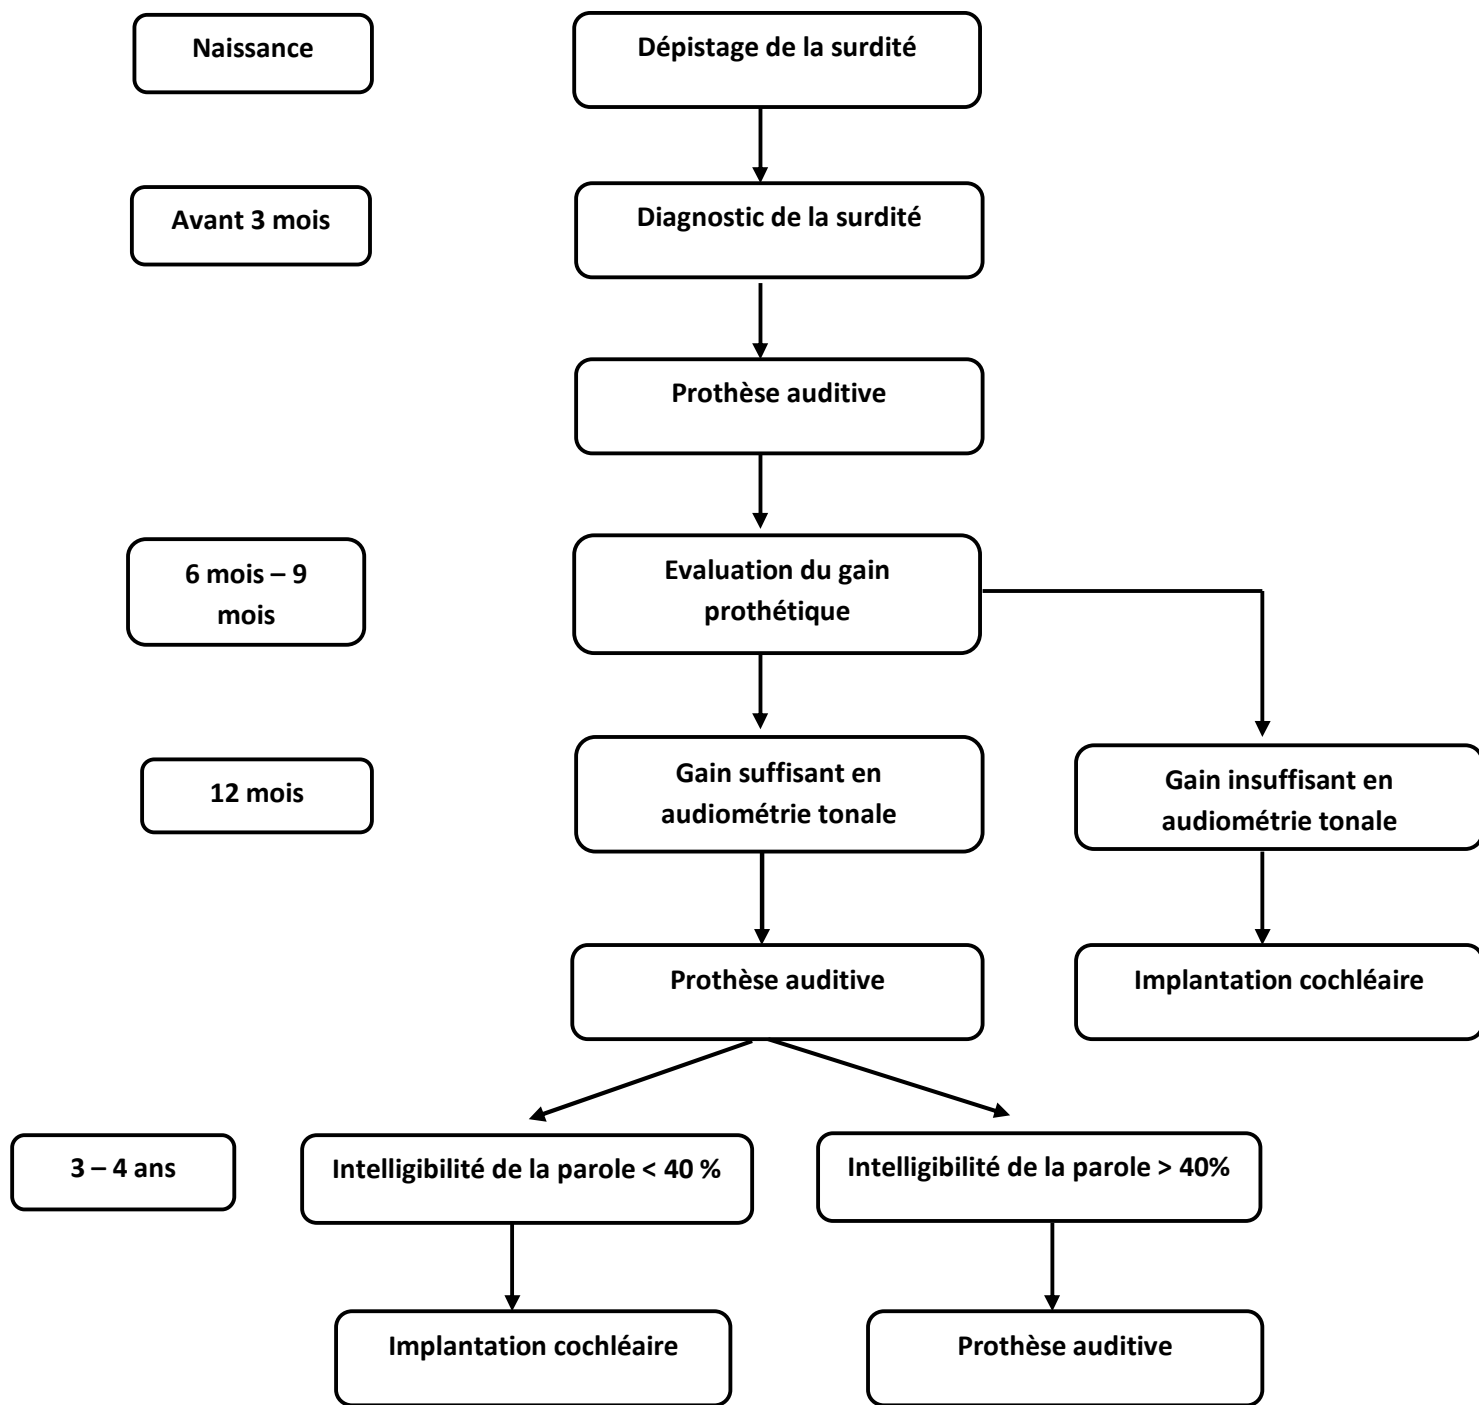 Naissance
Dépistage de la surdité
Avant 3 mois
Diagnostic de la surdité
Prothèse auditive
6 mois – 9
mois
Evaluation du gain
prothétique
12 mois
Gain suffisant en
audiométrie tonale
Gain insuffisant en
audiométrie tonale
Prothèse auditive
Implantation cochléaire
3 – 4 ans
Intelligibilité de la parole < 40 %
Intelligibilité de la parole > 40%
Implantation cochléaire
Prothèse auditive